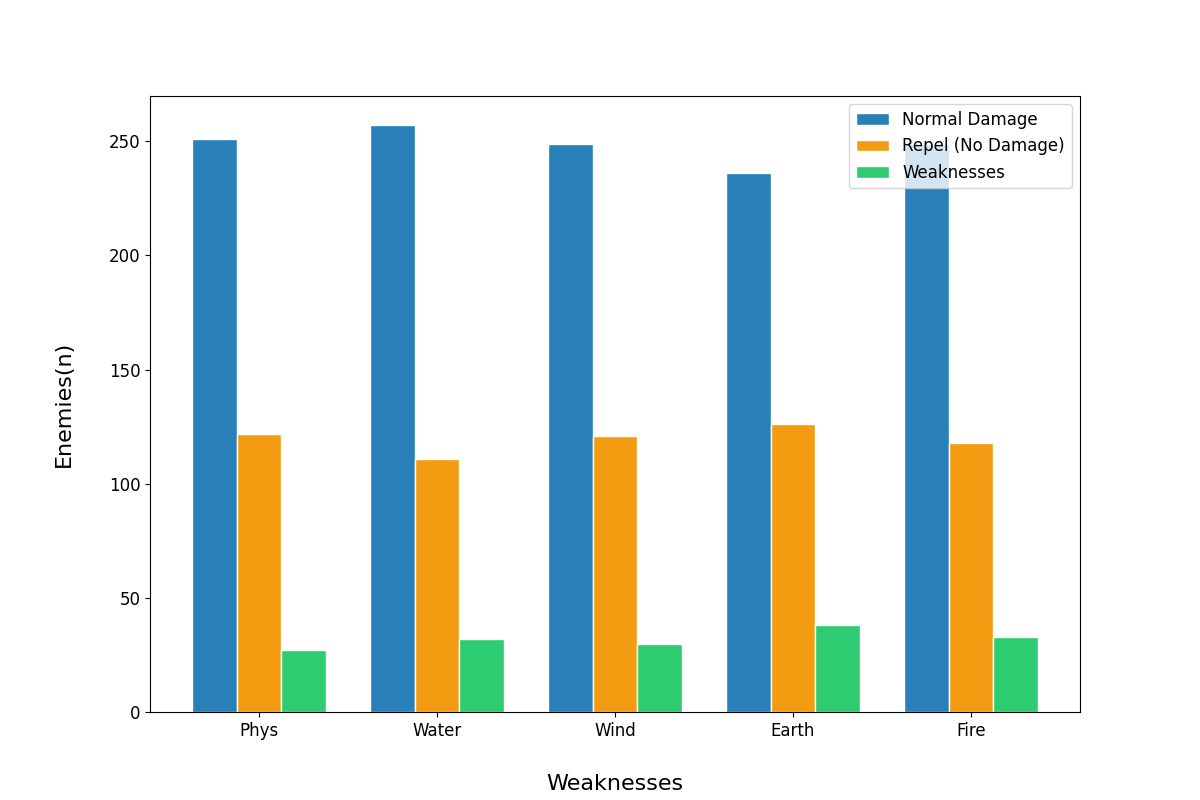 Normal Damage
Repel (No Damage)
Weaknesses
250
200
150
100
50
0
Enemies(n)
Phys Water Wind Earth Fire
Weaknesses